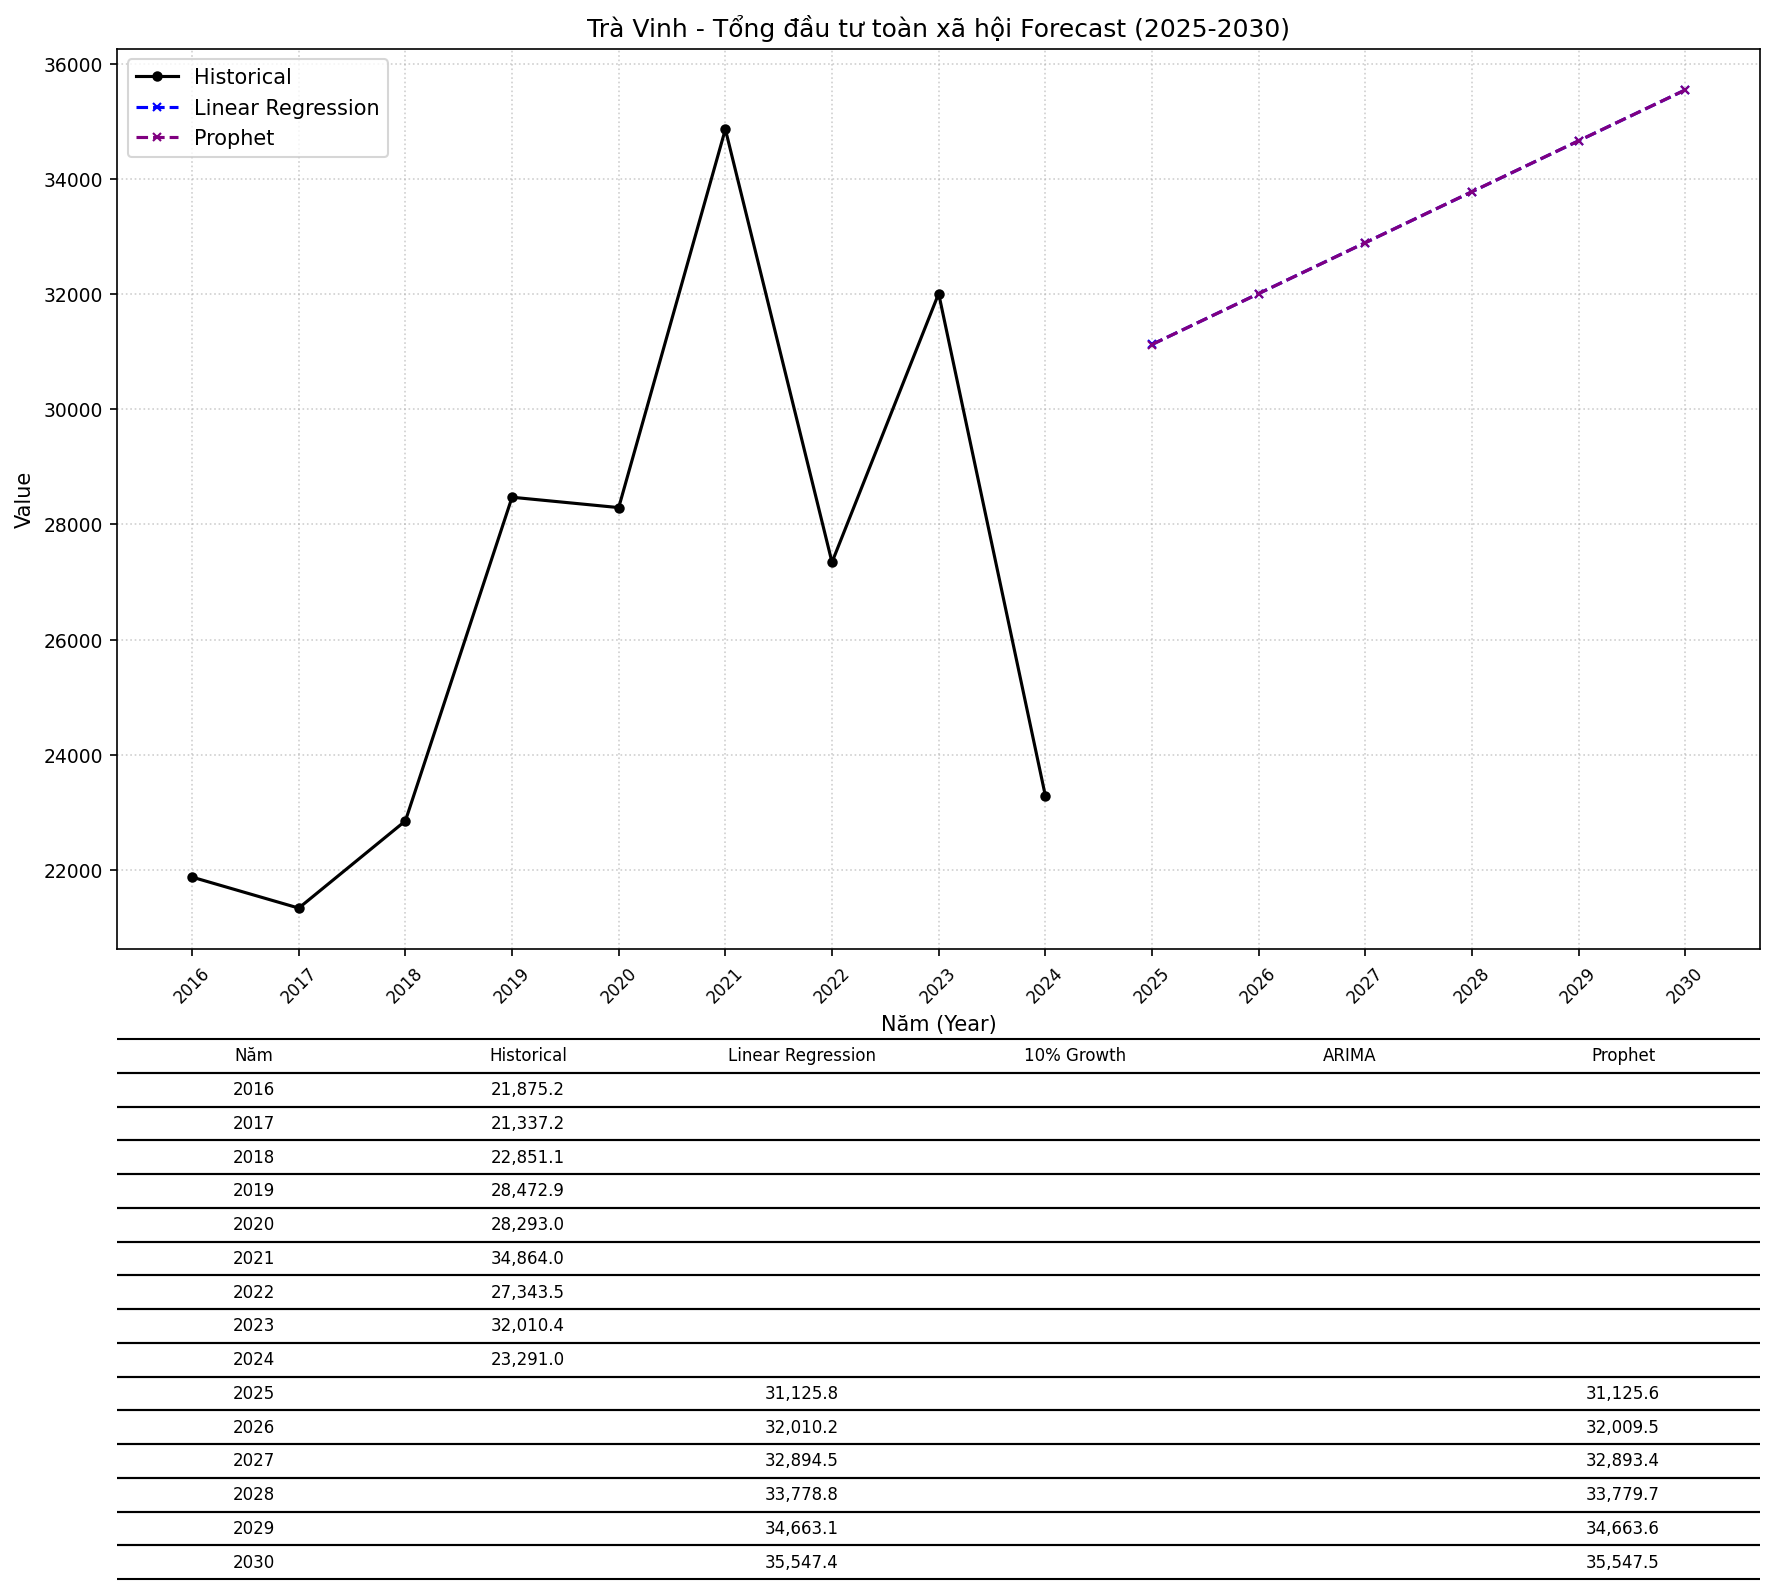 Trà Vinh - Tổng đầu tư toàn xã hội Forecast (2025-2030)
Historical
Linear Regression
Prophet
Value
36000
34000
32000
30000
28000
26000
24000
22000
2016 2017 2018 2019 2020 2021 2022 2023 2024 2025 2026 2027 2028 2029 2030
Năm (Year)
Năm Historical Linear Regression 10% Growth ARIMA Prophet
2016 21,875.2
2017 21,337.2
2018 22,851.1
2019 28,472.9
2020 28,293.0
2021 34,864.0
2022 27,343.5
2023 32,010.4
2024 23,291.0
2025 31,125.8 31,125.6
2026 32,010.2 32,009.5
2027 32,894.5 32,893.4
2028 33,778.8 33,779.7
2029 34,663.1 34,663.6
2030 35,547.4 35,547.5